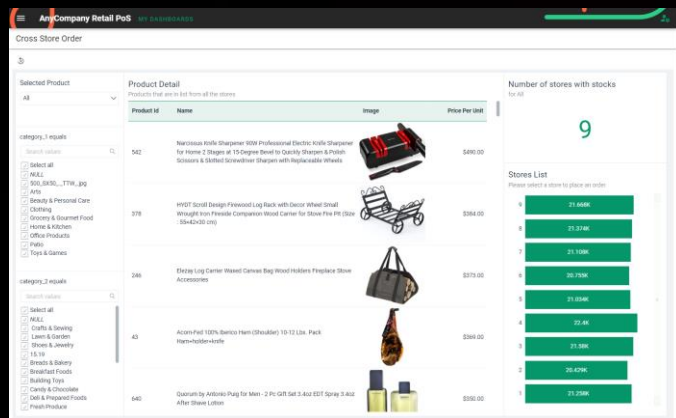 AnyCompany Retail PoS MY DASHBOARDS
Cross Store Order
Selected Product
All
category_1 equals
Search values
Select all
NULL
Arts
Beauty & Personal Care
Clothing
Grocery & Gourmet Food
Home & Kitchen
Office Products
Patio
Toys & Games
category_2 equals
Search values
Select all
NULL
Crafts & Sewing
Lawn & Garden
Shoes & Jewelry
15.19
Breads & Bakery
Breakfast Foods
Building Toys
Candy & Chocolate
Deli & Prepared Foods
Fresh Produce
Product Detail
Products that are in list from all the stores
Product Id Name Image Price Per Unit
542
Narcissus Knife Sharpener 90W Professional Electric Knife Sharpener
for Home 2 Stages at 15-Degree Bevel to Quickly Sharpen & Polish
Scissors & Slotted Screwdriver Sharpen with Replaceable Wheels
$490.00
378
HYDT Scroll Design Firewood Log Rack with Decor Wheel Small
Wrought Iron Fireside Companion Wood Carrier for Stove Fire Pit (Size
: 55×42×30 cm)
$384.00
246
Elezay Log Carrier Waxed Canvas Bag Wood Holders Fireplace Stove
Accessories
$373.00
43
Acorn-Fed 100% Iberico Ham (Shoulder) 10-12 Lbs. Pack
Ham+holder+knife
$369.00
640
Quorum by Antonio Puig for Men - 2 Pc Gift Set 3.4oz EDT Spray 3.4oz
After Shave Lotion
$350.00
Number of stores with stocks
for All
9
Stores List
Please select a store to place an order
9 21.668K
8 21.374K
7 21.108K
6 20.755K
5 21.034K
4 22.4K
3 21.58K
2 20.429K
1 21.258K